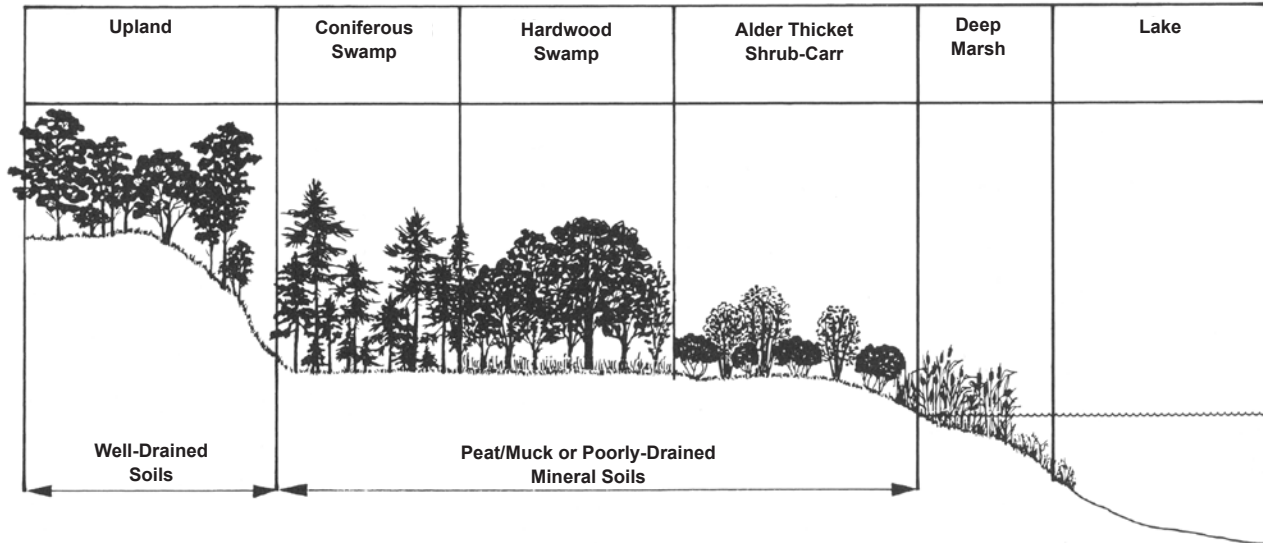 Upland
Coniferous
Swamp
Hardwood
Swamp
Alder Thicket
Shrub-Carr
Deep
Marsh
Lake
Well-Drained
Soils
Peat/Muck or Poorly-Drained
Mineral Soils